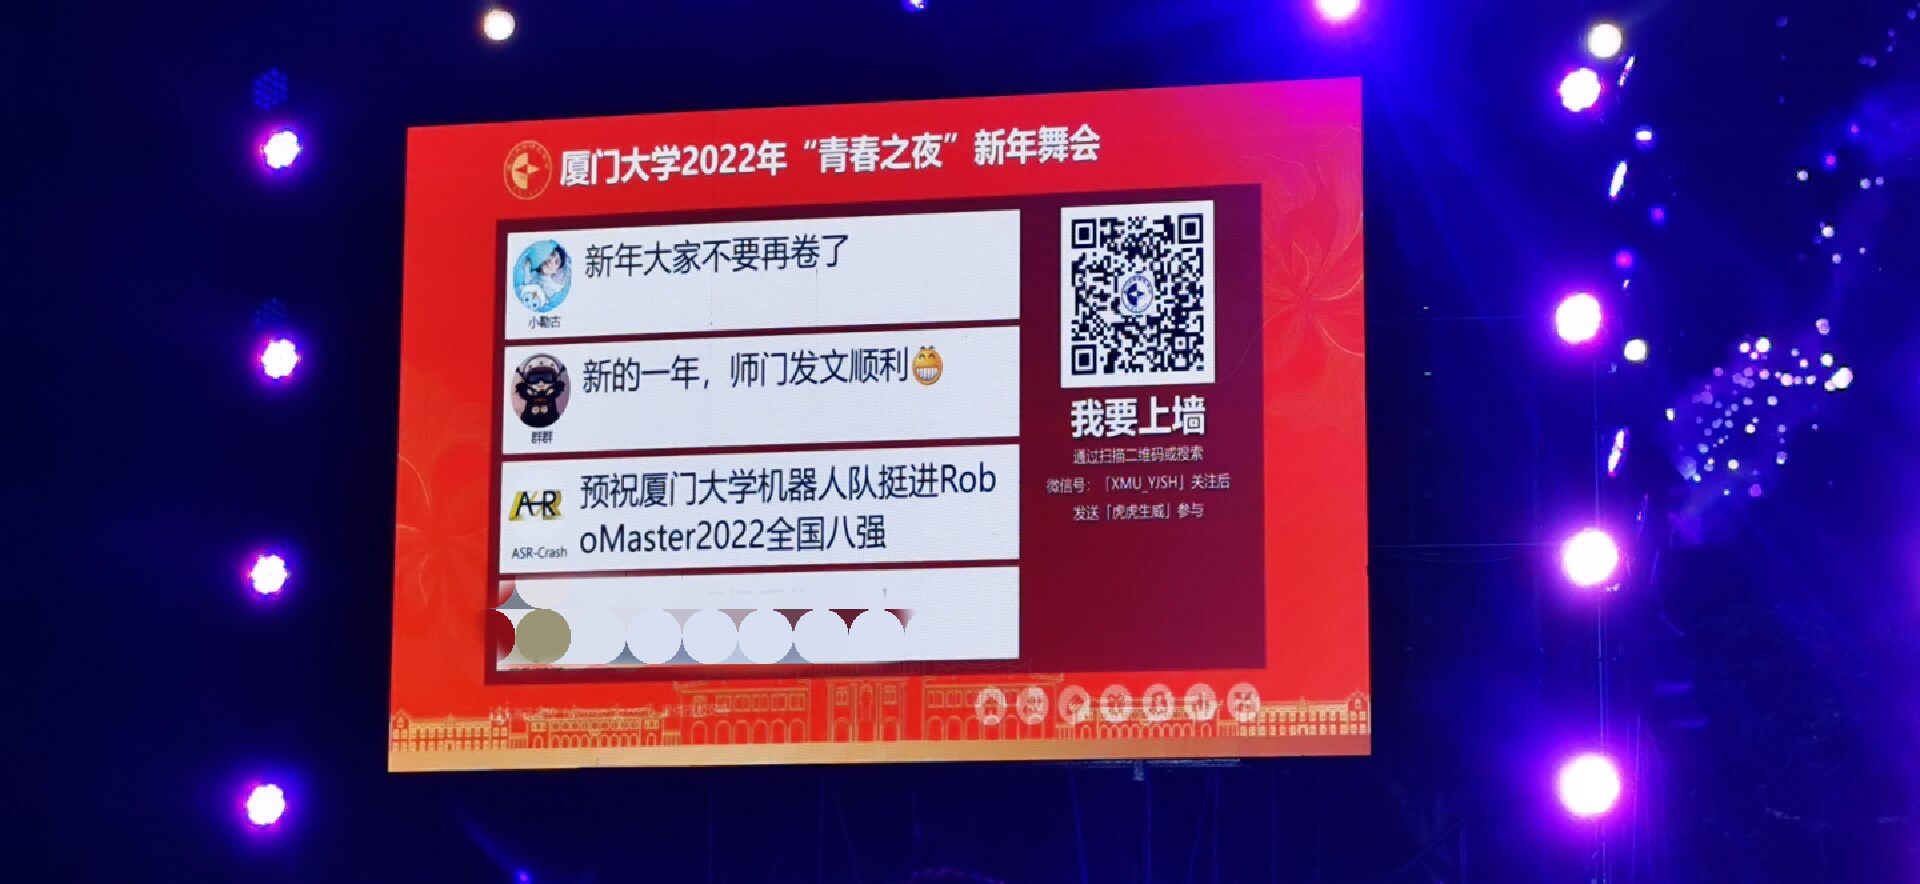 厦门大学2022年“青春之夜”新年舞会
新年大家不要再卷了
小勒古
新的一年，师门发文顺利😁
群群
预祝厦门大学机器人队挺进Rob
oMaster2022全国八强
ASR
ASR-Crash
我要上墙
通过扫描二维码或搜索
微信号：「XMU_YJSH」关注后
发送「虎虎生威」参与